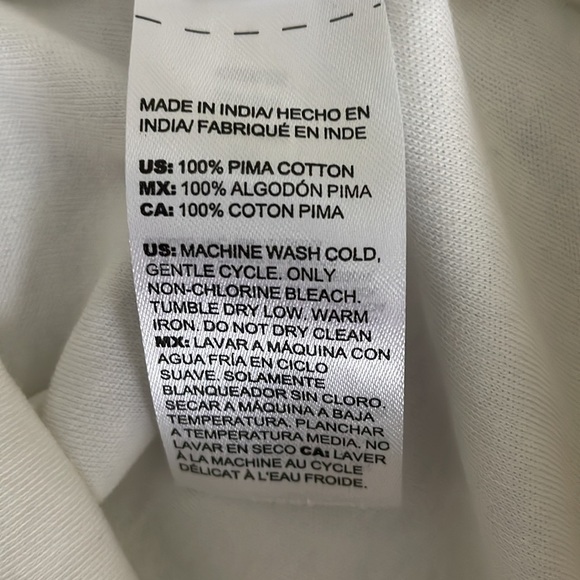 MADE IN INDIA/ HECHO EN
INDIA/ FABRIQUÉ EN INDE
US: 100% PIMA COTTON
MX: 100% ALGODÓN PIMA
CA: 100% COTON PIMA
US: MACHINE WASH COLD,
GENTLE CYCLE. ONLY
NON-CHLORINE BLEACH.
TUMBLE DRY LOW. WARM
IRON. DO NOT DRY CLEAN
MX: LAVAR A MÁQUINA CON
AGUA FRÍA EN CICLO
SUAVE. SOLAMENTE
BLANQUEADOR SIN CLORO.
SECAR A MÁQUINA A BAJA
TEMPERATURA. PLANCHAR
A TEMPERATURA MEDIA. NO
LAVAR EN SECO CA: LAVER
À LA MACHINE AU CYCLE
DÉLICAT À L'EAU FROIDE.